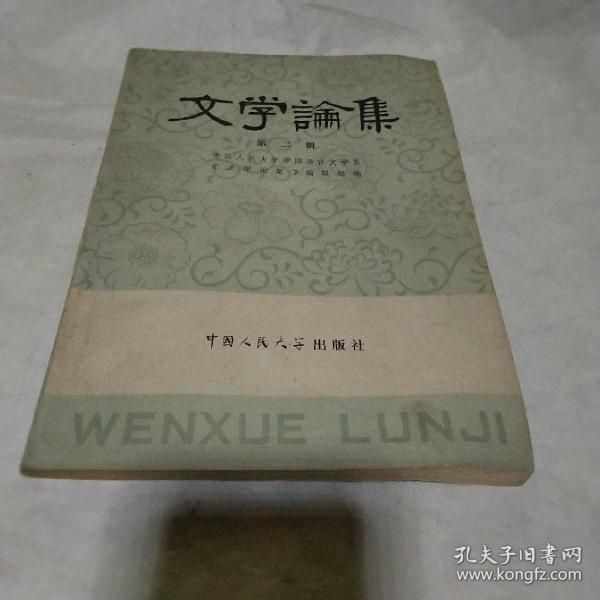 文学論集
第二辑
中国人民大学中国语言文学系
《文学论集》编辑组编
中国人民大学出版社
WENXUE LUNJI
孔夫子旧书网
www.kongfz.com